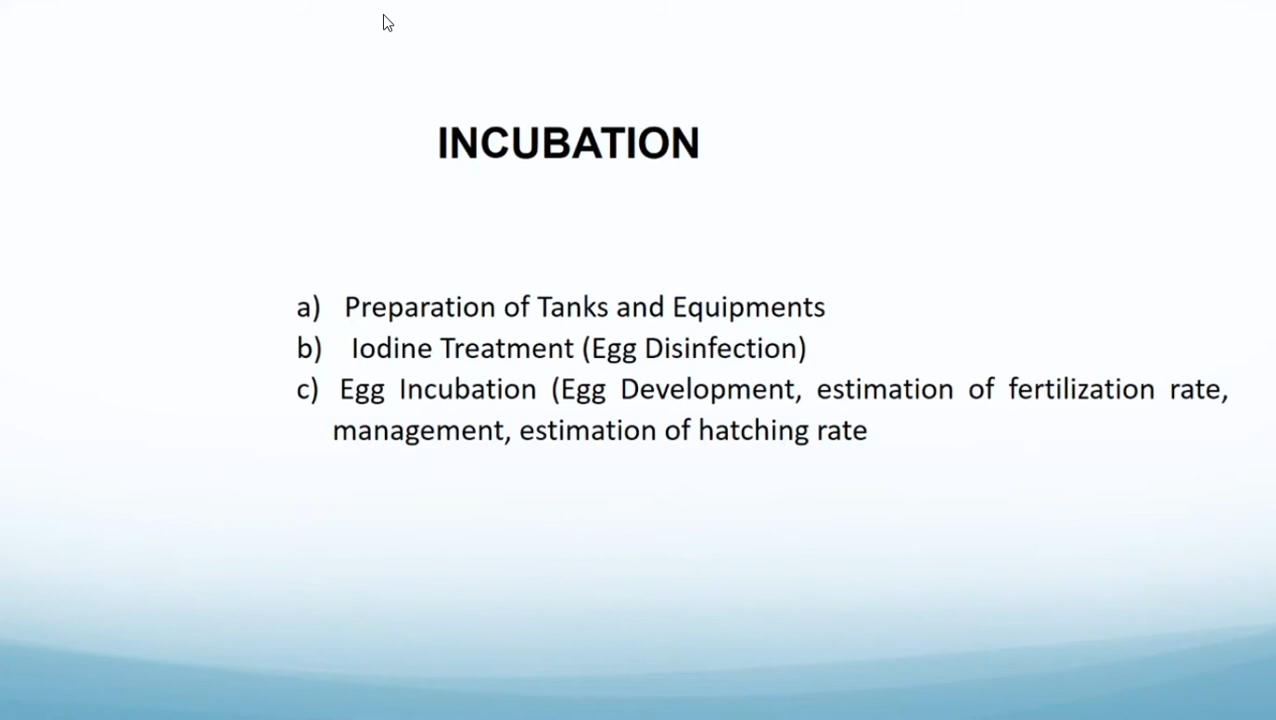 INCUBATION
a) Preparation of Tanks and Equipments
b) Iodine Treatment (Egg Disinfection)
c) Egg Incubation (Egg Development, estimation of fertilization rate,
management, estimation of hatching rate